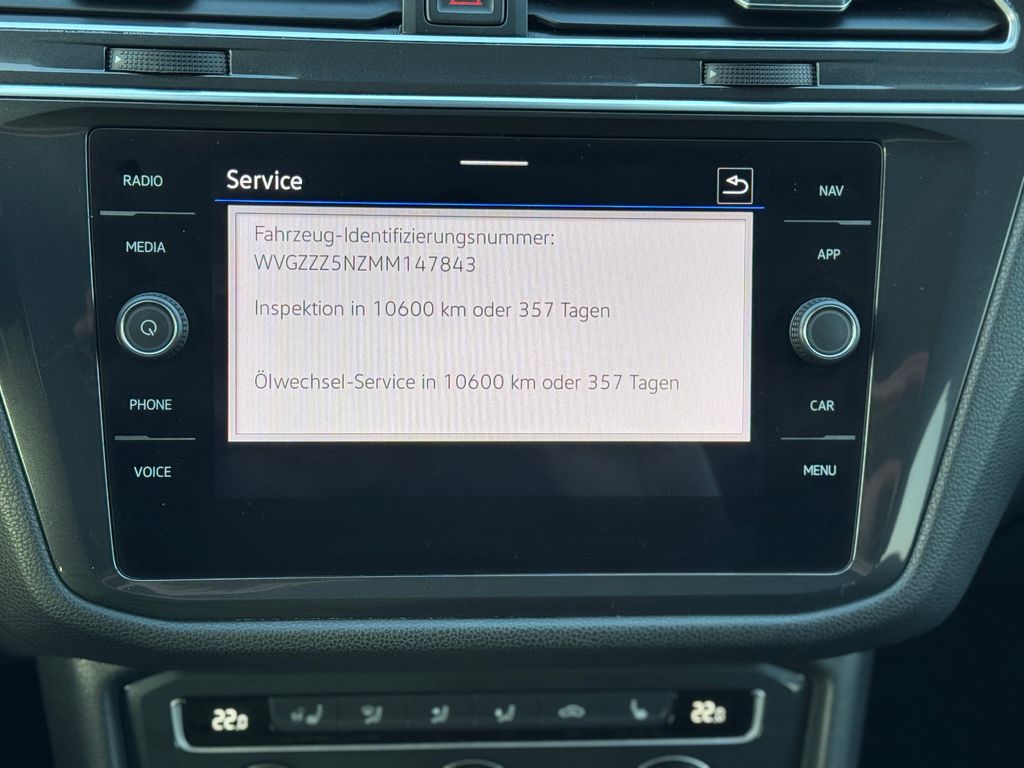 RADIO
Service
NAV
MEDIA
APP
Fahrzeug-Identifizierungsnummer:
WVGZZZ5NZMM147843
Inspektion in 10600 km oder 357 Tagen
Ölwechsel-Service in 10600 km oder 357 Tagen
PHONE
CAR
VOICE
MENU
22.0
22.0